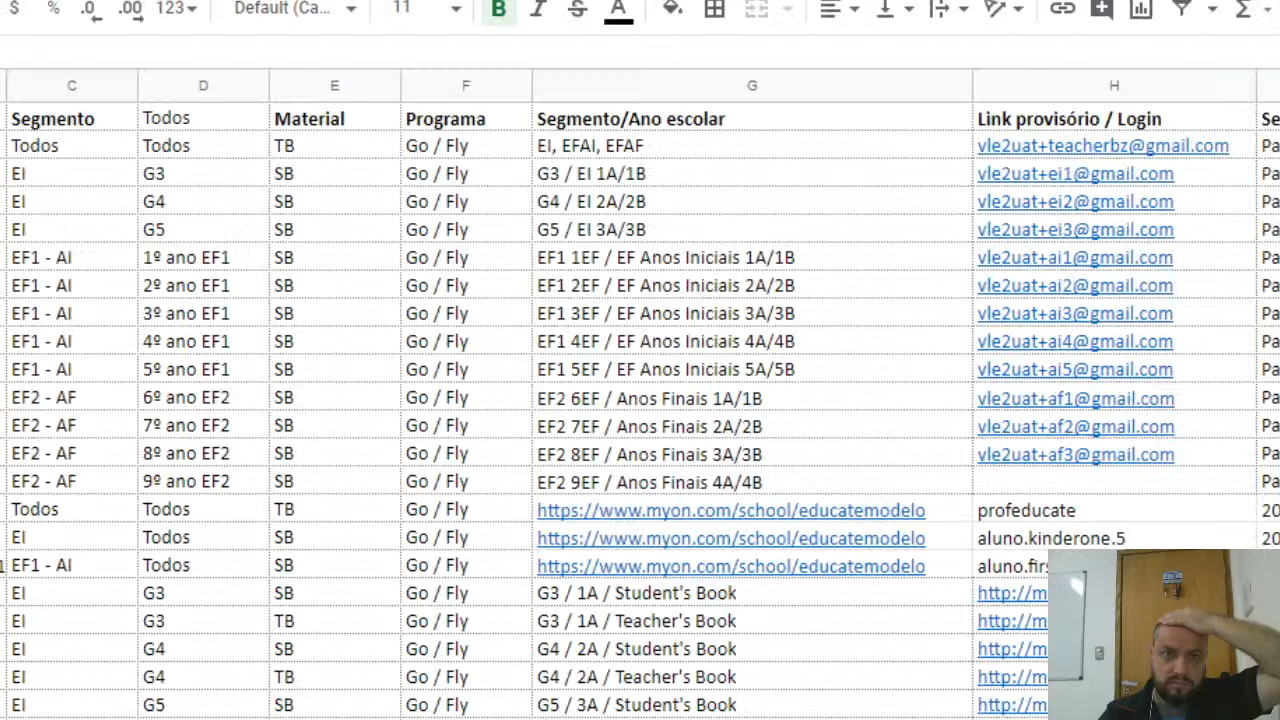 $ % .0 .00 123 Default (Ca... 11 B I S A Σ
C D E F G H
Segmento Todos Material Programa Segmento/Ano escolar Link provisório / Login
Todos Todos TB Go / Fly EI, EFAI, EFAF vle2uat+teacherbz@gmail.com Pa
EI G3 SB Go / Fly G3 / EI 1A/1B vle2uat+ei1@gmail.com Pa
EI G4 SB Go / Fly G4 / EI 2A/2B vle2uat+ei2@gmail.com Pa
EI G5 SB Go / Fly G5 / EI 3A/3B vle2uat+ei3@gmail.com Pa
EF1 - AI 1º ano EF1 SB Go / Fly EF1 1EF / EF Anos Iniciais 1A/1B vle2uat+ai1@gmail.com Pa
EF1 - AI 2º ano EF1 SB Go / Fly EF1 2EF / EF Anos Iniciais 2A/2B vle2uat+ai2@gmail.com Pa
EF1 - AI 3º ano EF1 SB Go / Fly EF1 3EF / EF Anos Iniciais 3A/3B vle2uat+ai3@gmail.com Pa
EF1 - AI 4º ano EF1 SB Go / Fly EF1 4EF / EF Anos Iniciais 4A/4B vle2uat+ai4@gmail.com Pa
EF1 - AI 5º ano EF1 SB Go / Fly EF1 5EF / EF Anos Iniciais 5A/5B vle2uat+ai5@gmail.com Pa
EF2 - AF 6º ano EF2 SB Go / Fly EF2 6EF / Anos Finais 1A/1B vle2uat+af1@gmail.com Pa
EF2 - AF 7º ano EF2 SB Go / Fly EF2 7EF / Anos Finais 2A/2B vle2uat+af2@gmail.com Pa
EF2 - AF 8º ano EF2 SB Go / Fly EF2 8EF / Anos Finais 3A/3B vle2uat+af3@gmail.com Pa
EF2 - AF 9º ano EF2 SB Go / Fly EF2 9EF / Anos Finais 4A/4B Pa
Todos Todos TB Go / Fly https://www.myon.com/school/educatemodelo profeducate 20
EI Todos SB Go / Fly https://www.myon.com/school/educatemodelo aluno.kinderone.5 20
EF1 - AI Todos SB Go / Fly https://www.myon.com/school/educatemodelo aluno.firs
EI G3 SB Go / Fly G3 / 1A / Student's Book http://m
EI G3 TB Go / Fly G3 / 1A / Teacher's Book http://m
EI G4 SB Go / Fly G4 / 2A / Student's Book http://m
EI G4 TB Go / Fly G4 / 2A / Teacher's Book http://m
EI G5 SB Go / Fly G5 / 3A / Student's Book http://m